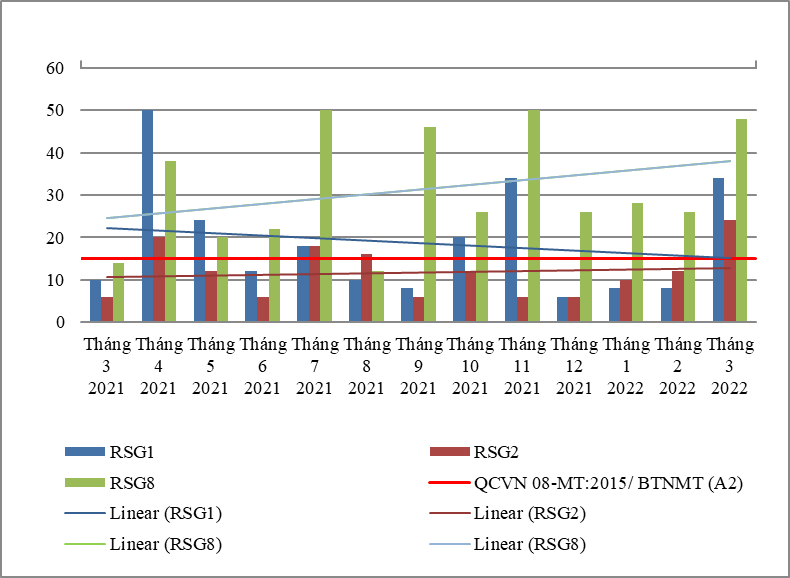 60
50
40
30
20
10
0
Tháng Tháng Tháng Tháng Tháng Tháng Tháng Tháng Tháng Tháng Tháng Tháng Tháng
3 4 5 6 7 8 9 10 11 12 1 2 3
2021 2021 2021 2021 2021 2021 2021 2021 2021 2021 2022 2022 2022
RSG1 RSG2
RSG8 QCVN 08-MT:2015/ BTNMT (A2)
Linear (RSG1) Linear (RSG2)
Linear (RSG8) Linear (RSG8)